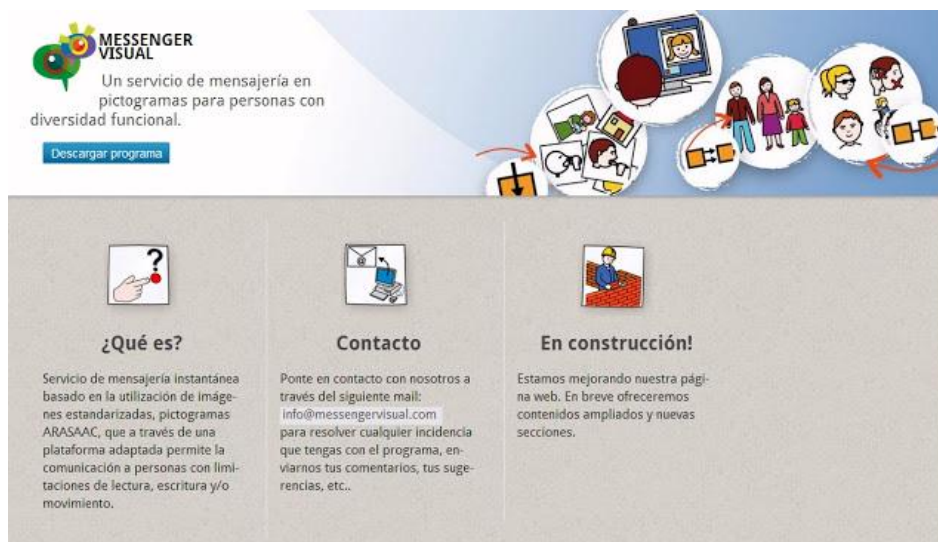 MESSENGER
VISUAL
Un servicio de mensajería en
pictogramas para personas con
diversidad funcional.
Descargar programa
?
@
¿Qué es?
Servicio de mensajería instantánea
basado en la utilización de imáge-
nes estandarizadas, pictogramas
ARASAAC, que a través de una
plataforma adaptada permite la
comunicación a personas con limi-
taciones de lectura, escritura y/o
movimiento.
Contacto
Ponte en contacto con nosotros a
través del siguiente mail:
info@messengervisual.com
para resolver cualquier incidencia
que tengas con el programa, en-
viarnos tus comentarios, tus suge-
rencias, etc..
En construcción!
Estamos mejorando nuestra pági-
na web. En breve ofreceremos
contenidos ampliados y nuevas
secciones.